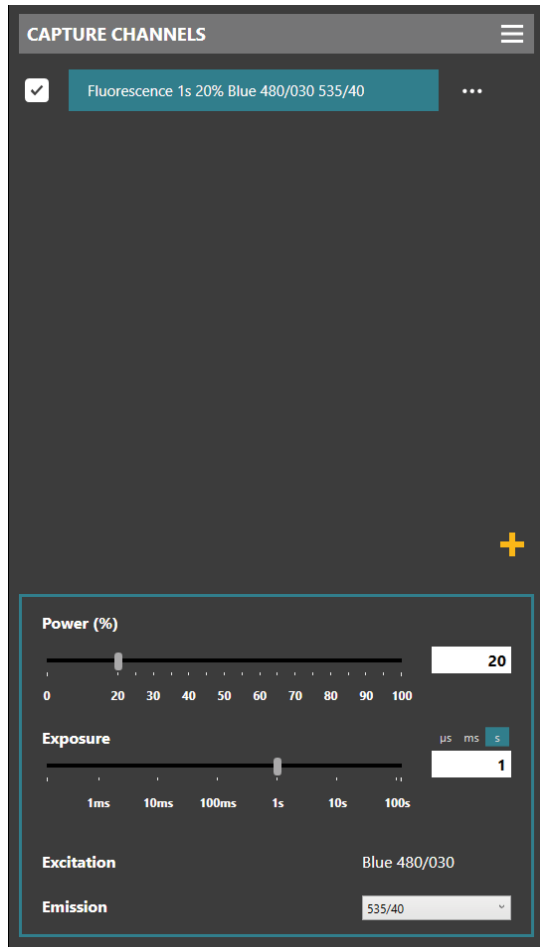 CAPTURE CHANNELS
Fluorescence 1s 20% Blue 480/030 535/40
Power (%)
20
0 20 30 40 50 60 70 80 90 100
Exposure
µs ms s
1
1ms 10ms 100ms 1s 10s 100s
Excitation Blue 480/030
Emission 535/40